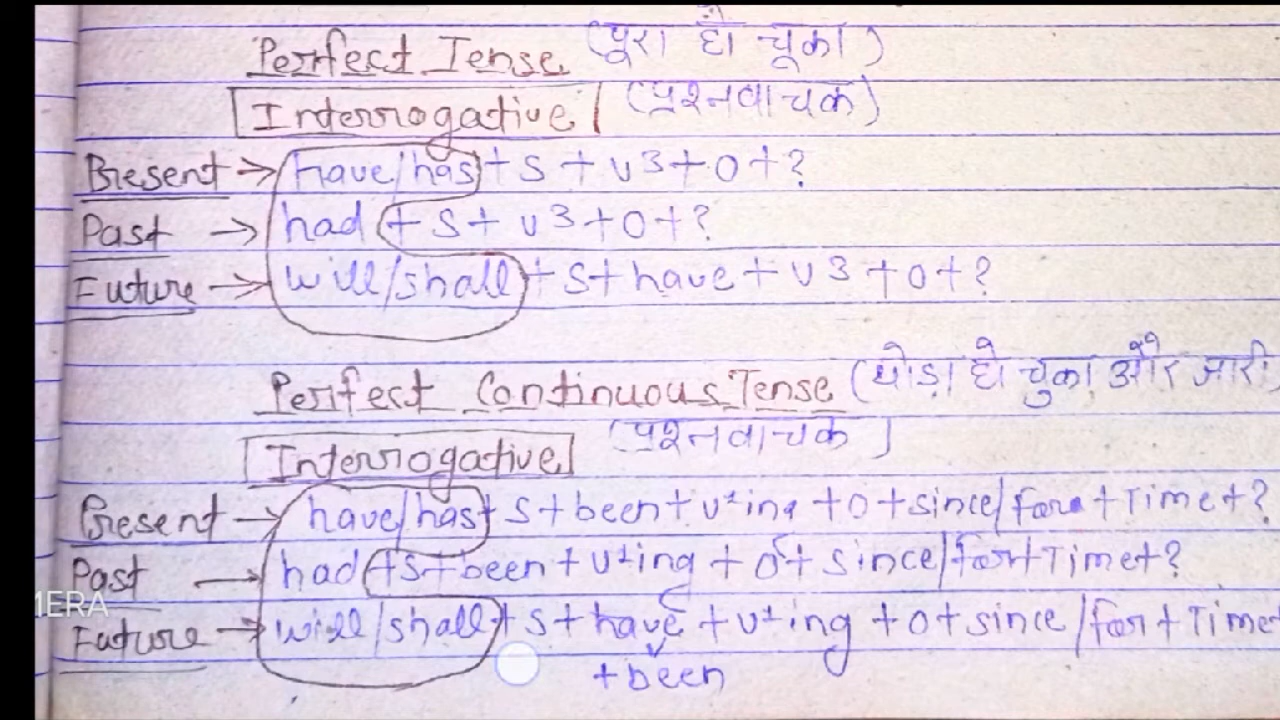 Perfect Tense (पूरा हो चूका)
Interrogative (प्रश्नवाचक)
Present → have/has + S + v3 + O + ?
Past → had + S + v3 + O + ?
Future → will/shall + S + have + v3 + O + ?
Perfect Continuous Tense (थोड़ा हो चुका और जारी
Interrogative (प्रश्नवाचक)
Present → have/has + S + been + v¹ing + O + since/for + Time + ?
Past → had + S + been + v¹ing + O + since/for + Time + ?
MERA
Future → will/shall + S + have + v¹ing + O + since/for + Time
+ been